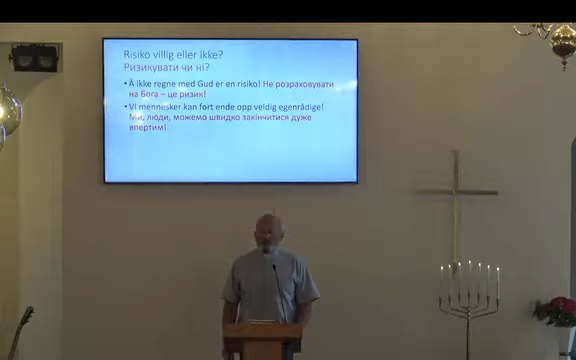 Risiko villig eller ikke?
Ризикувати чи ні?
• Å ikke regne med Gud er en risiko! Не розраховувати
на Бога – це ризик!
• Vi mennesker kan fort ende opp veldig egenrådige!
Ми, люди, можемо швидко закінчитися дуже
впертим!